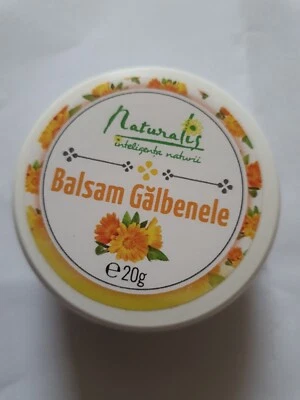 Naturalis
inteligența naturii
Balsam Gălbenele
℮20g